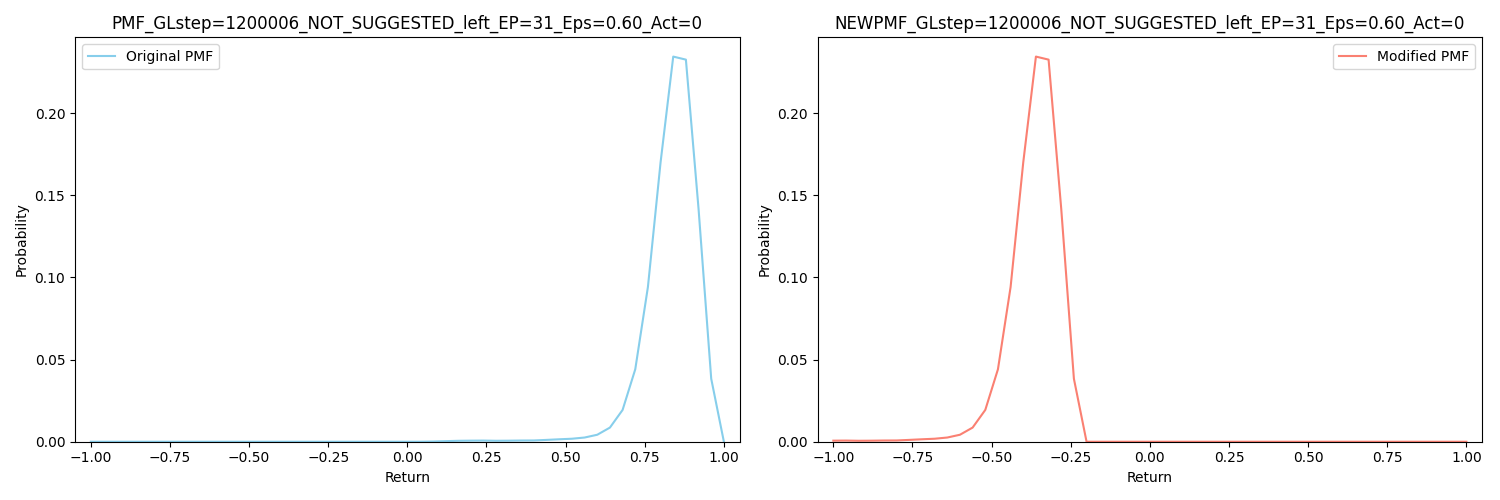 PMF_GLstep=1200006_NOT_SUGGESTED_left_EP=31_Eps=0.60_Act=0
Original PMF
Probability
0.20
0.15
0.10
0.05
0.00
−1.00 −0.75 −0.50 −0.25 0.00 0.25 0.50 0.75 1.00
Return
NEWPMF_GLstep=1200006_NOT_SUGGESTED_left_EP=31_Eps=0.60_Act=0
Modified PMF
Probability
0.20
0.15
0.10
0.05
0.00
−1.00 −0.75 −0.50 −0.25 0.00 0.25 0.50 0.75 1.00
Return